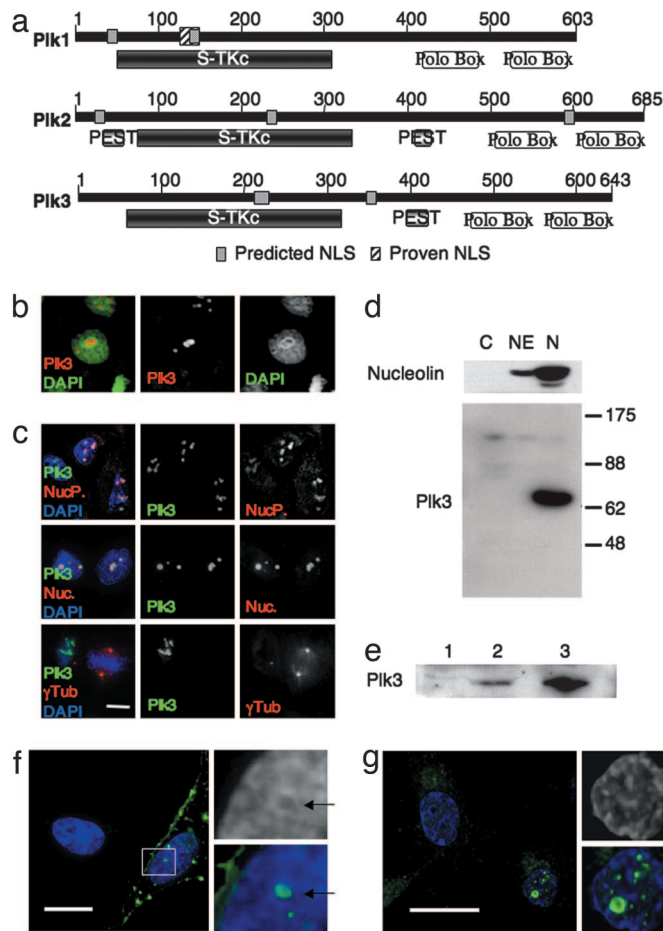 a
1 100 200 300 400 500 603
Plk1
S-TKc Polo Box Polo Box
1 100 200 300 400 500 600 685
Plk2
PEST S-TKc PEST Polo Box Polo Box
1 100 200 300 400 500 600 643
Plk3
S-TKc PEST Polo Box Polo Box
Predicted NLS Proven NLS
b
Plk3
DAPI
Plk3
DAPI
c
Plk3
NucP.
DAPI
Plk3
NucP.
Plk3
Nuc.
DAPI
Plk3
Nuc.
Plk3
γTub
DAPI
Plk3
γTub
d
C NE N
Nucleolin
175
88
Plk3
62
48
e
1 2 3
Plk3
f
g